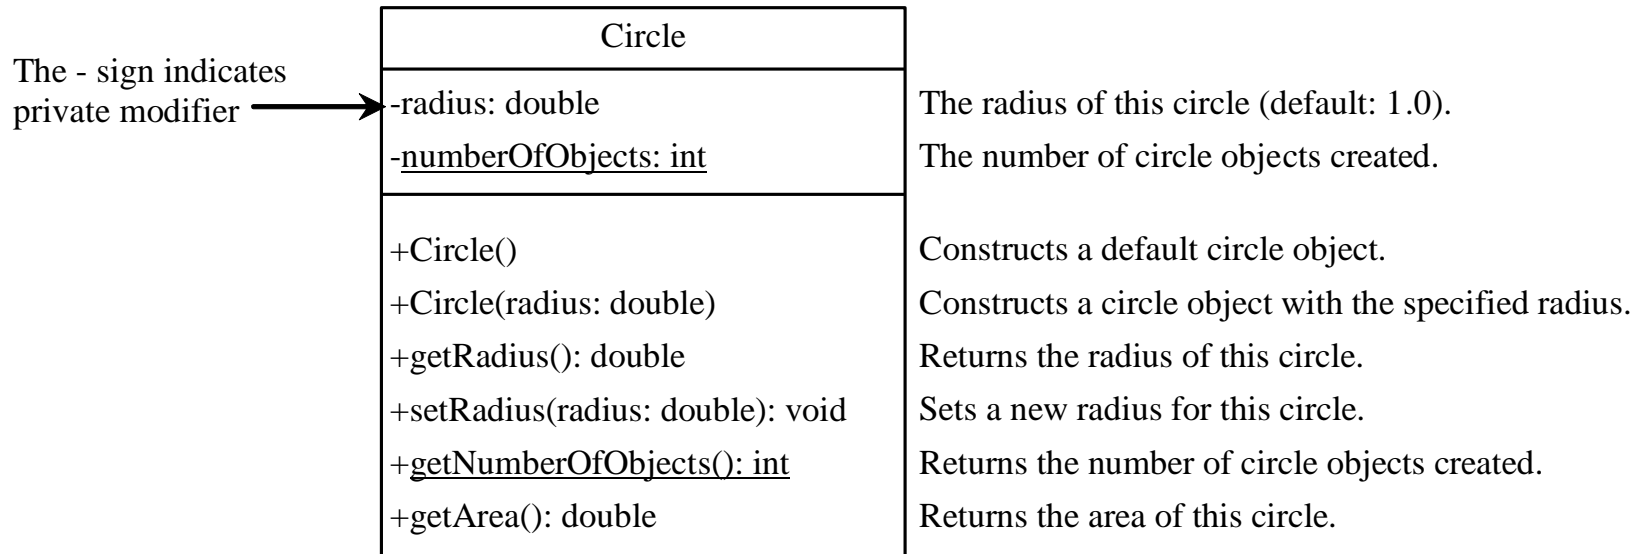 Circle
The - sign indicates
private modifier
-radius: double
The radius of this circle (default: 1.0).
-numberOfObjects: int
The number of circle objects created.
+Circle()
Constructs a default circle object.
+Circle(radius: double)
Constructs a circle object with the specified radius.
+getRadius(): double
Returns the radius of this circle.
+setRadius(radius: double): void
Sets a new radius for this circle.
+getNumberOfObjects(): int
Returns the number of circle objects created.
+getArea(): double
Returns the area of this circle.